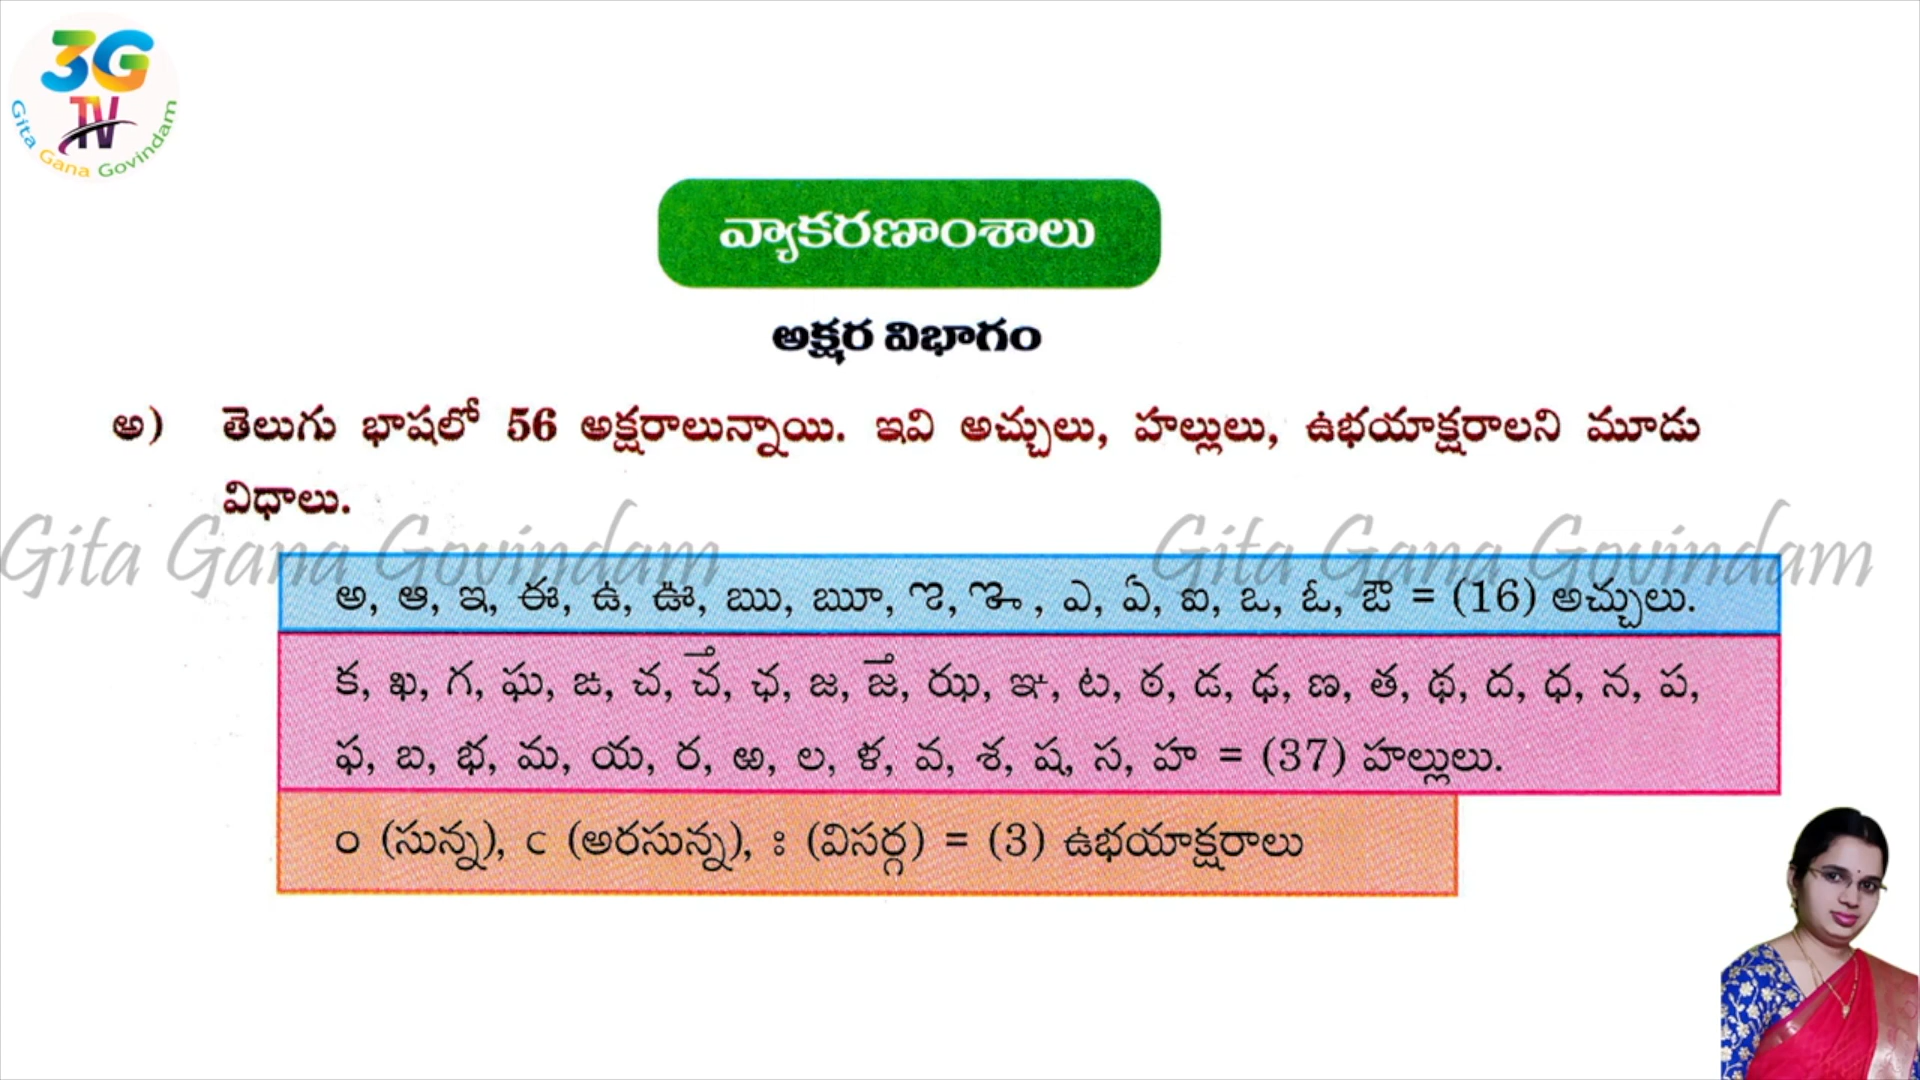 3G
TV
Gita Gana Govindam
వ్యాకరణాంశాలు
అక్షర విభాగం
అ) తెలుగు భాషలో 56 అక్షరాలున్నాయి. ఇవి అచ్చులు, హల్లులు, ఉభయాక్షరాలని మూడు
విధాలు.
Gita Gana Govindam Gita Gana Govindam
అ, ఆ, ఇ, ఈ, ఉ, ఊ, ఋ, ౠ, ఌ, ౡ, ఎ, ఏ, ఐ, ఒ, ఓ, ఔ = (16) అచ్చులు.
క, ఖ, గ, ఘ, ఙ, చ, ౘ, ఛ, జ, ౙ, ఝ, ఞ, ట, ఠ, డ, ఢ, ణ, త, థ, ద, ధ, న, ప,
ఫ, బ, భ, మ, య, ర, ఱ, ల, ళ, వ, శ, ష, స, హ = (37) హల్లులు.
ం (సున్న), ఁ (అరసున్న), ః (విసర్గ) = (3) ఉభయాక్షరాలు